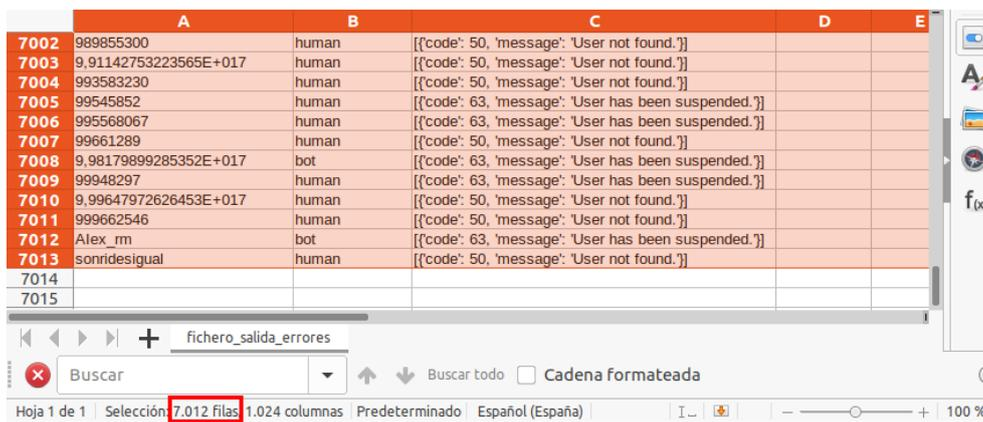 A B C D E
7002 989855300 human [{'code': 50, 'message': 'User not found.'}]
7003 9,91142753223565E+017 human [{'code': 50, 'message': 'User not found.'}]
7004 993583230 human [{'code': 50, 'message': 'User not found.'}]
7005 99545852 human [{'code': 63, 'message': 'User has been suspended.'}]
7006 995568067 human [{'code': 63, 'message': 'User has been suspended.'}]
7007 99661289 human [{'code': 50, 'message': 'User not found.'}]
7008 9,98179899285352E+017 bot [{'code': 63, 'message': 'User has been suspended.'}]
7009 99948297 human [{'code': 63, 'message': 'User has been suspended.'}]
7010 9,99647972626453E+017 human [{'code': 50, 'message': 'User not found.'}]
7011 999662546 human [{'code': 50, 'message': 'User not found.'}]
7012 Alex_rm bot [{'code': 63, 'message': 'User has been suspended.'}]
7013 sonridesigual human [{'code': 50, 'message': 'User not found.'}]
7014
7015
fichero_salida_errores
Buscar Buscar todo Cadena formateada
Hoja 1 de 1 Selección: 7.012 filas, 1.024 columnas Predeterminado Español (España) 100 %